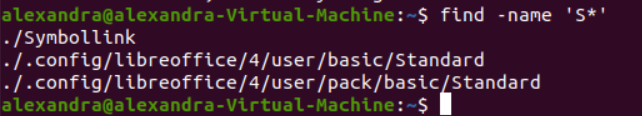 alexandra@alexandra-Virtual-Machine:~$ find -name 'S*'
./Symbollink
./.config/libreoffice/4/user/basic/Standard
./.config/libreoffice/4/user/pack/basic/Standard
alexandra@alexandra-Virtual-Machine:~$